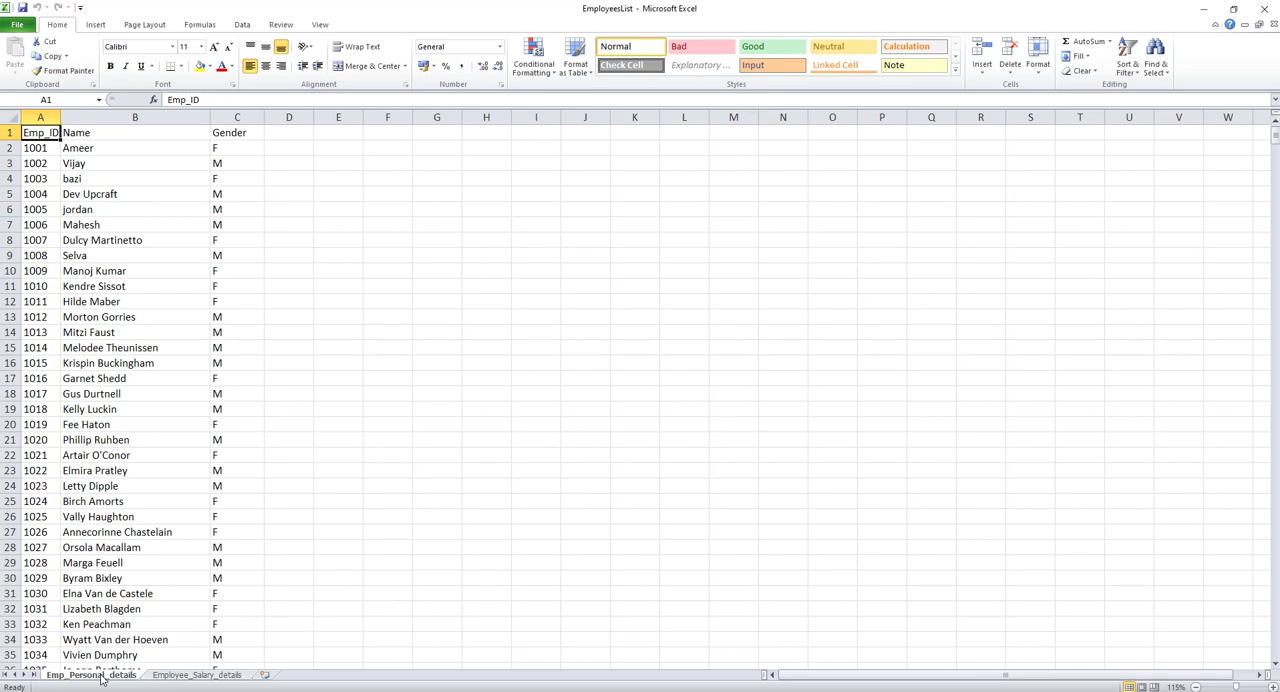 EmployeesList - Microsoft Excel
File Home Insert Page Layout Formulas Data Review View
Cut Calibri 11 Wrap Text General Normal Bad Good Neutral Calculation AutoSum
Copy Fill
Paste Format Painter B I U Merge & Center % , Conditional Formatting Format as Table Check Cell Explanatory ... Input Linked Cell Note Insert Delete Format Clear Sort & Filter Find & Select
Clipboard Font Alignment Number Styles Cells Editing
A1 fx Emp_ID
A B C D E F G H I J K L M N O P Q R S T U V W
1 Emp_ID Name Gender
2 1001 Ameer F
3 1002 Vijay M
4 1003 bazi F
5 1004 Dev Upcraft M
6 1005 jordan M
7 1006 Mahesh M
8 1007 Dulcy Martinetto F
9 1008 Selva M
10 1009 Manoj Kumar F
11 1010 Kendre Sissot F
12 1011 Hilde Maber F
13 1012 Morton Gorries M
14 1013 Mitzi Faust M
15 1014 Melodee Theunissen M
16 1015 Krispin Buckingham M
17 1016 Garnet Shedd F
18 1017 Gus Durtnell M
19 1018 Kelly Luckin M
20 1019 Fee Haton F
21 1020 Phillip Ruhben M
22 1021 Artair O'Conor F
23 1022 Elmira Pratley M
24 1023 Letty Dipple M
25 1024 Birch Amorts F
26 1025 Vally Haughton F
27 1026 Annecorinne Chastelain F
28 1027 Orsola Macallam M
29 1028 Marga Feuell M
30 1029 Byram Bixley M
31 1030 Elna Van de Castele F
32 1031 Lizabeth Blagden F
33 1032 Ken Peachman F
34 1033 Wyatt Van der Hoeven M
35 1034 Vivien Dumphry M
36 1035
Emp_Personal_details Employee_Salary_details
Ready 115%